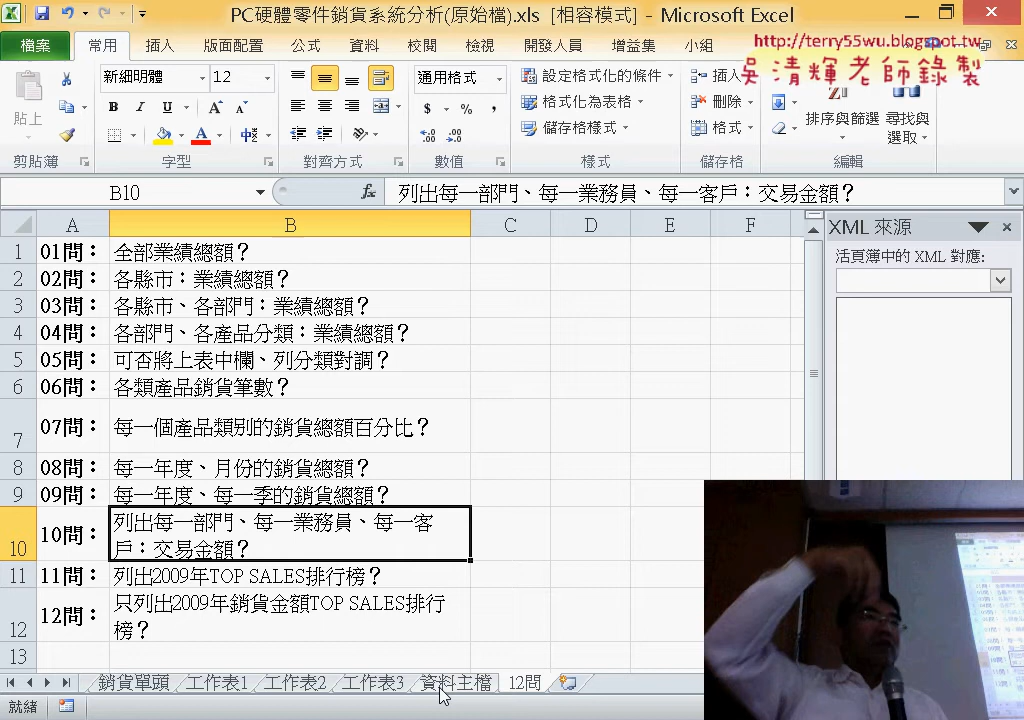 PC硬體零件銷貨系統分析(原始檔).xls [相容模式] - Microsoft Excel
檔案 常用 插入 版面配置 公式 資料 校閱 檢視 開發人員 增益集 小組
http://terry55wu.blogspot.tw
吳清輝老師錄製
貼上
新細明體 12
B I U A A
通用格式
$ % ,
設定格式化的條件
格式化為表格
儲存格樣式
插入
刪除
格式
排序與篩選 尋找與
選取
剪貼簿 字型 對齊方式 數值 樣式 儲存格 編輯
B10 fx 列出每一部門、每一業務員、每一客戶：交易金額？
A B C D E F
1 01問： 全部業績總額？
2 02問： 各縣市：業績總額？
3 03問： 各縣市、各部門：業績總額？
4 04問： 各部門、各產品分類：業績總額？
5 05問： 可否將上表中欄、列分類對調？
6 06問： 各類產品銷貨筆數？
7 07問： 每一個產品類別的銷貨總額百分比？
8 08問： 每一年度、月份的銷貨總額？
9 09問： 每一年度、每一季的銷貨總額？
10 10問： 列出每一部門、每一業務員、每一客
戶：交易金額？
11 11問： 列出2009年TOP SALES排行榜？
12 12問： 只列出2009年銷貨金額TOP SALES排行
榜？
13
XML 來源
活頁簿中的 XML 對應:
銷貨單頭 工作表1 工作表2 工作表3 資料主檔 12問
就緒